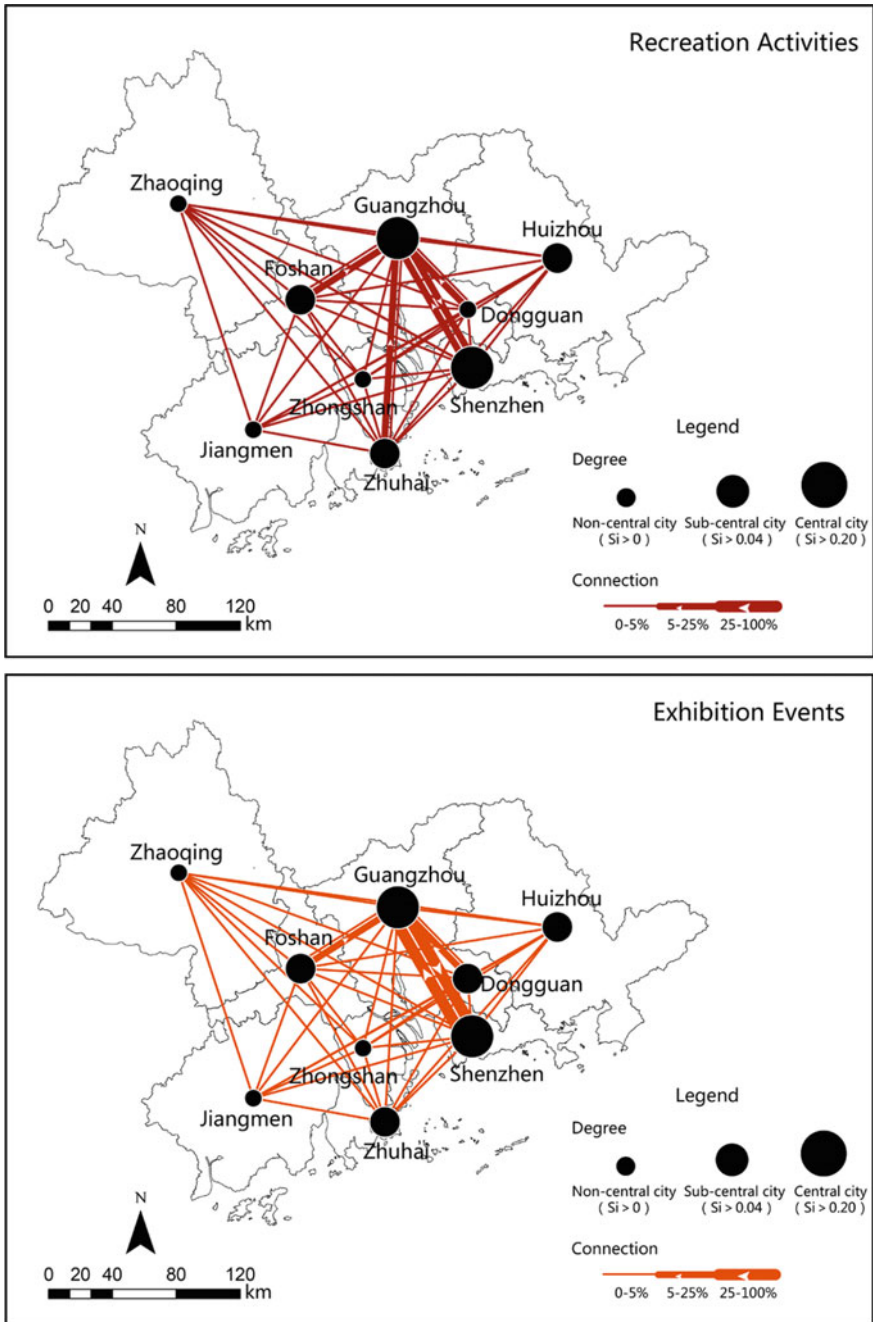 Recreation Activities
Zhaoqing
Guangzhou
Huizhou
Foshan
Dongguan
Zhongshan
Shenzhen
Jiangmen
Zhuhai
Legend
Degree
Non-central city Sub-central city Central city
( Si > 0 ) ( Si > 0.04 ) ( Si > 0.20 )
Connection
0-5% 5-25% 25-100%
N
0 20 40 80 120
km
Exhibition Events
Zhaoqing
Guangzhou
Huizhou
Foshan
Dongguan
Zhongshan
Shenzhen
Jiangmen
Zhuhai
Legend
Degree
Non-central city Sub-central city Central city
( Si > 0 ) ( Si > 0.04 ) ( Si > 0.20 )
Connection
0-5% 5-25% 25-100%
N
0 20 40 80 120
km